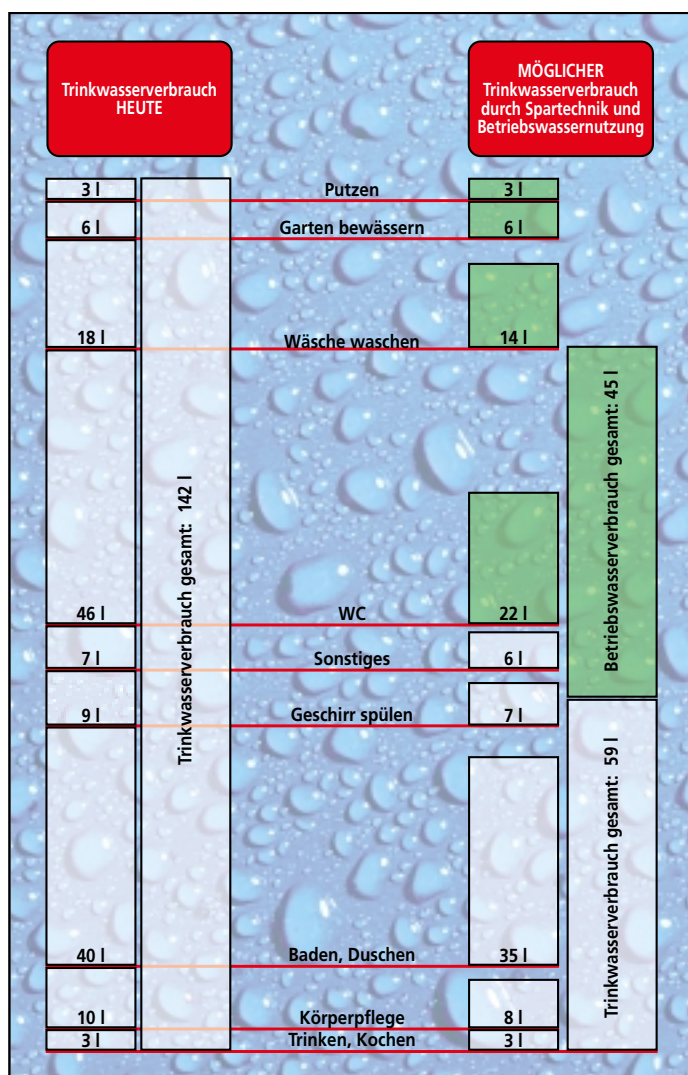 Trinkwasserverbrauch
HEUTE
MÖGLICHER
Trinkwasserverbrauch
durch Spartechnik und
Betriebswassernutzung
3 l Putzen 3 l
6 l Garten bewässern 6 l
18 l Wäsche waschen 14 l
46 l WC 22 l
7 l Sonstiges 6 l
9 l Geschirr spülen 7 l
40 l Baden, Duschen 35 l
10 l Körperpflege 8 l
3 l Trinken, Kochen 3 l
Trinkwasserverbrauch gesamt: 142 l
Betriebswasserverbrauch gesamt: 45 l
Trinkwasserverbrauch gesamt: 59 l